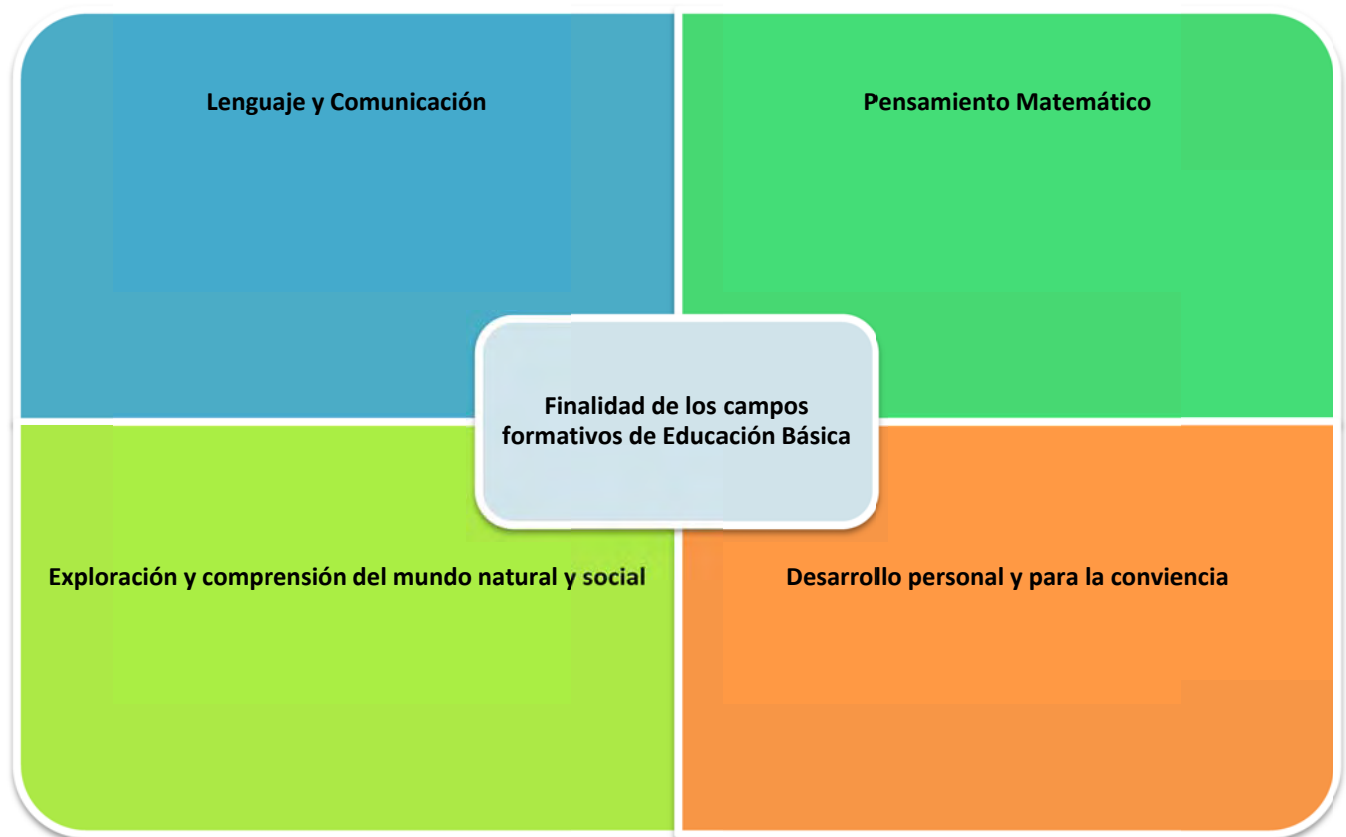 Lenguaje y Comunicación
Pensamiento Matemático
Finalidad de los campos
formativos de Educación Básica
Exploración y comprensión del mundo natural y social
Desarrollo personal y para la conviencia